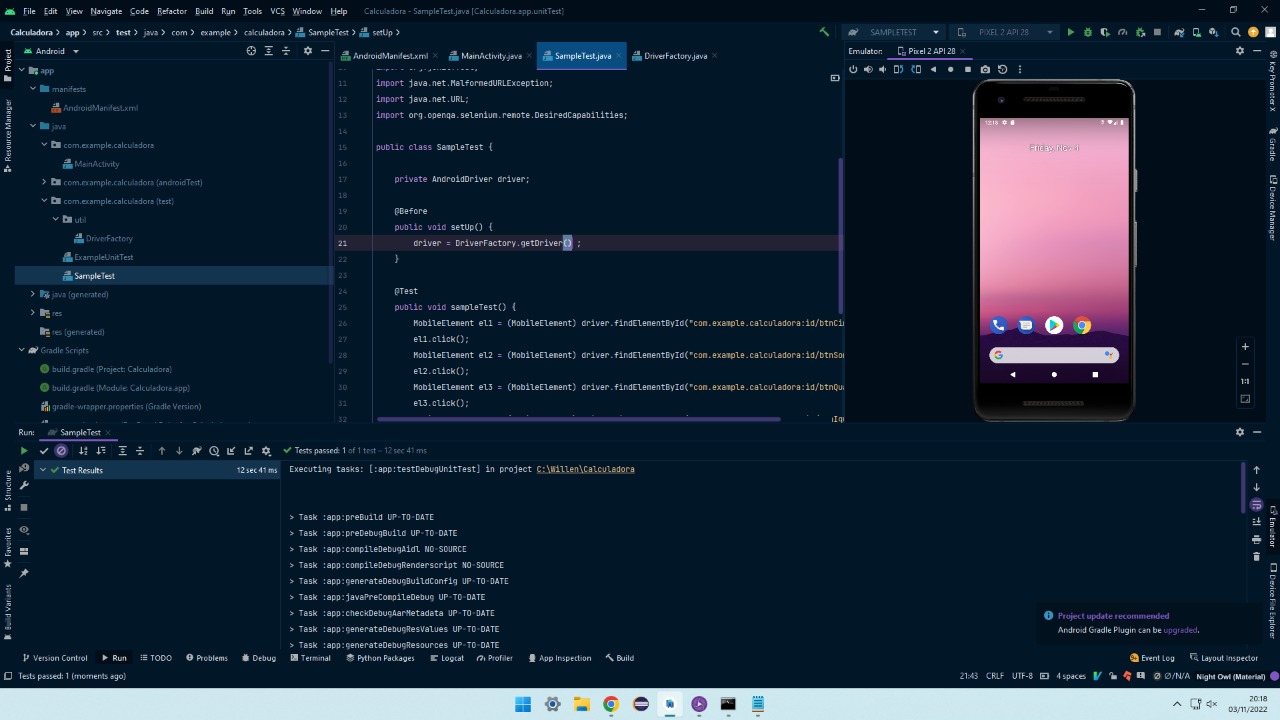 File Edit View Navigate Code Refactor Build Run Tools VCS Window Help SampleTest.java [Calculadora.app.unitTest]
Calculadora app src test java com example calculadora SampleTest setUp SAMPLETEST PIXEL 2 API 28
Android
AndroidManifest.xml MainActivity.java SampleTest.java DriverFactory.java
Emulator: Pixel 2 API 28
Project
Resource Manager
Structure
Favorites
Build Variants
app
manifests
AndroidManifest.xml
java
com.example.calculadora
MainActivity
com.example.calculadora (androidTest)
com.example.calculadora (test)
util
DriverFactory
ExampleUnitTest
SampleTest
java (generated)
res
res (generated)
Gradle Scripts
build.gradle (Project: Calculadora)
build.gradle (Module: Calculadora.app)
gradle-wrapper.properties (Gradle Version)
11 import java.net.MalformedURLException;
12 import java.net.URL;
13 import org.openqa.selenium.remote.DesiredCapabilities;
14
15 public class SampleTest {
16
17 private AndroidDriver driver;
18
19 @Before
20 public void setUp() {
21 driver = DriverFactory.getDriver() ;
22 }
23
24 @Test
25 public void sampleTest() {
26 MobileElement el1 = (MobileElement) driver.findElementById("com.example.calculadora:id/btnCin
27 el1.click();
28 MobileElement el2 = (MobileElement) driver.findElementById("com.example.calculadora:id/btnSom
29 el2.click();
30 MobileElement el3 = (MobileElement) driver.findElementById("com.example.calculadora:id/btnQua
31 el3.click();
32
12:18
Friday, Nov 4
1:1
Key Promoter X
Gradle
Device Manager
Emulator
Device File Explorer
Run: SampleTest
Tests passed: 1 of 1 test – 12 sec 41 ms
Test Results 12 sec 41 ms
Executing tasks: [:app:testDebugUnitTest] in project C:\Willen\Calculadora
> Task :app:preBuild UP-TO-DATE
> Task :app:preDebugBuild UP-TO-DATE
> Task :app:compileDebugAidl NO-SOURCE
> Task :app:compileDebugRenderscript NO-SOURCE
> Task :app:generateDebugBuildConfig UP-TO-DATE
> Task :app:javaPreCompileDebug UP-TO-DATE
> Task :app:checkDebugAarMetadata UP-TO-DATE
> Task :app:generateDebugResValues UP-TO-DATE
> Task :app:generateDebugResources UP-TO-DATE
Project update recommended
Android Gradle Plugin can be upgraded.
Version Control Run TODO Problems Debug Terminal Python Packages Logcat Profiler App Inspection Build Event Log Layout Inspector
Tests passed: 1 (moments ago) 21:43 CRLF UTF-8 4 spaces Ø/N/A Night Owl (Material)
20:18
03/11/2022